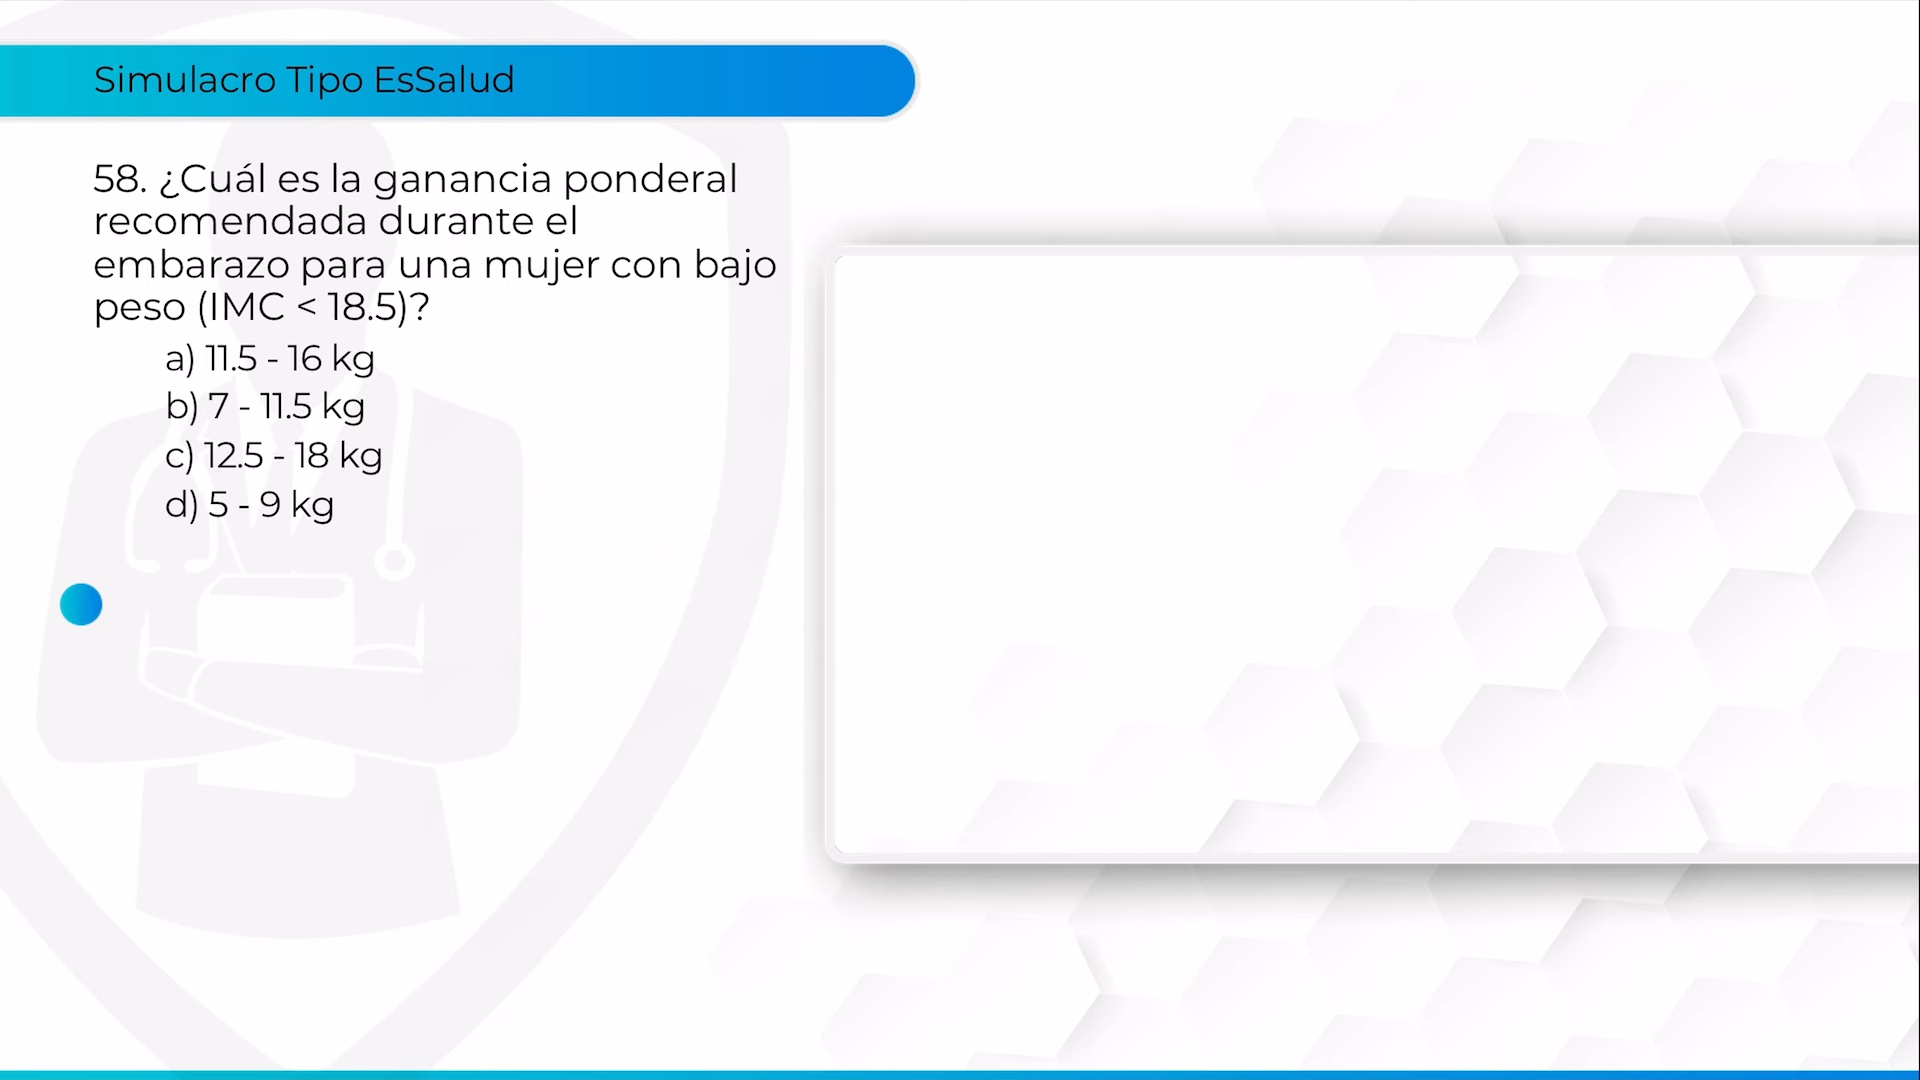 Simulacro Tipo EsSalud
58. ¿Cuál es la ganancia ponderal
recomendada durante el
embarazo para una mujer con bajo
peso (IMC < 18.5)?
a) 11.5 - 16 kg
b) 7 - 11.5 kg
c) 12.5 - 18 kg
d) 5 - 9 kg